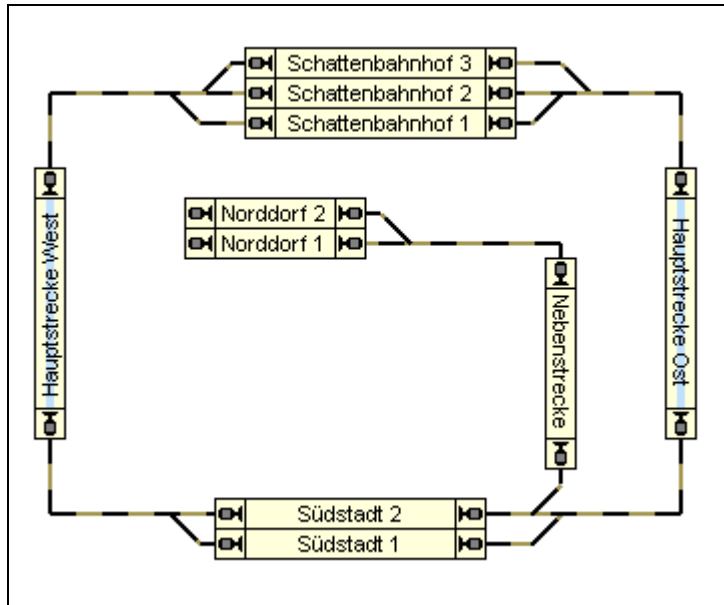 Schattenbahnhof 3
Schattenbahnhof 2
Schattenbahnhof 1
Hauptstrecke West
Norddorf 2
Norddorf 1
Nebenstrecke
Hauptstrecke Ost
Südstadt 2
Südstadt 1